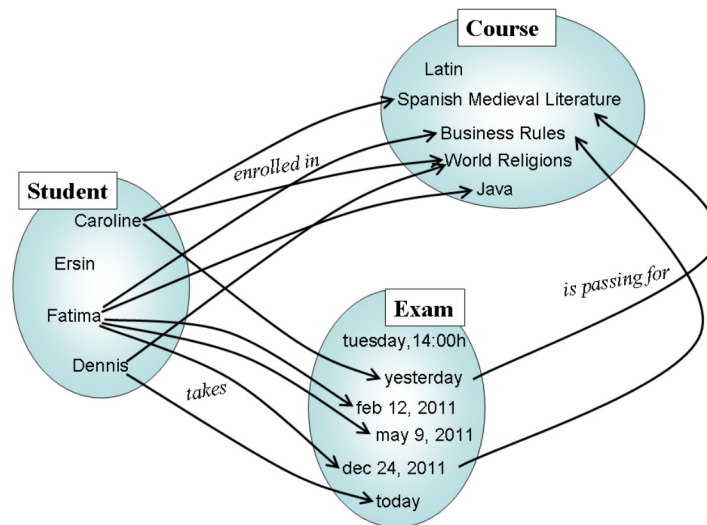 Course
Latin
Spanish Medieval Literature
Business Rules
World Religions
Java
enrolled in
Student
Caroline
Ersin
Fatima
Dennis
takes
is passing for
Exam
tuesday,14:00h
yesterday
feb 12, 2011
may 9, 2011
dec 24, 2011
today